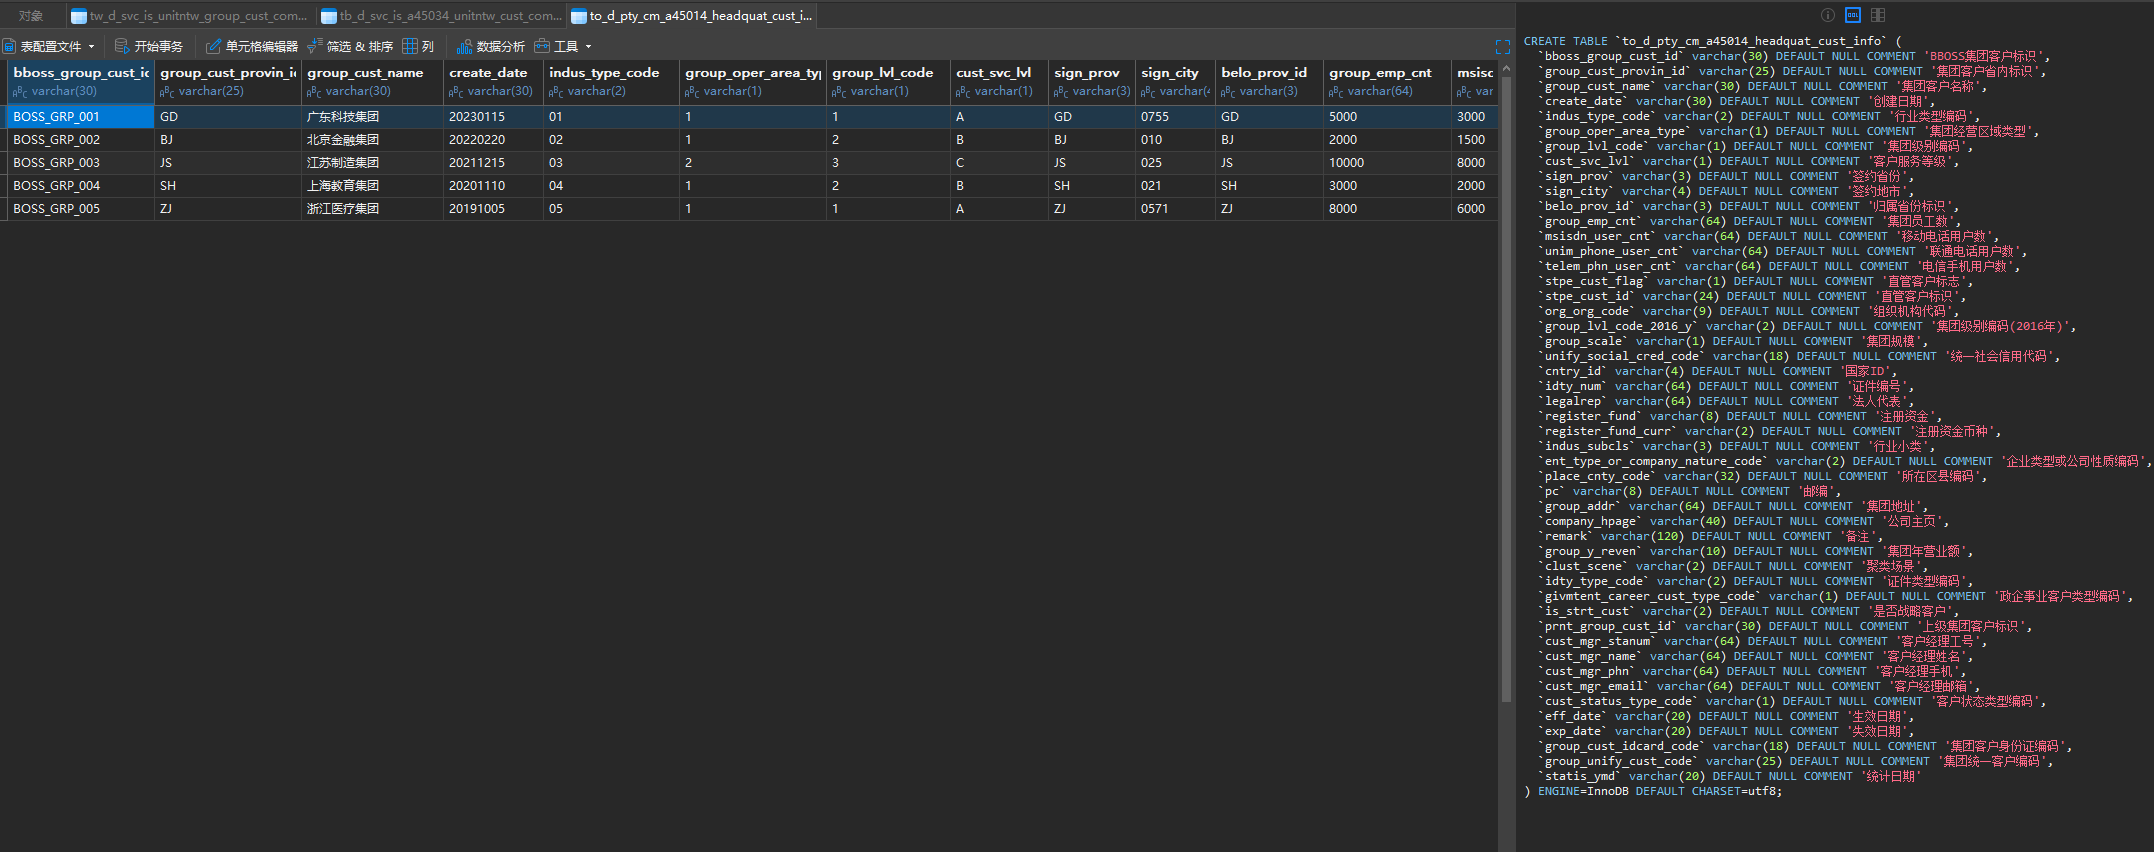 对象
tw_d_svc_is_unitntw_group_cust_com...
tb_d_svc_is_a45034_unitntw_cust_com...
to_d_pty_cm_a45014_headquat_cust_i...
表配置文件
开始事务
单元格编辑器
筛选 & 排序
列
数据分析
工具
bboss_group_cust_ic group_cust_provin_ic group_cust_name create_date indus_type_code group_oper_area_typ group_lvl_code cust_svc_lvl sign_prov sign_city belo_prov_id group_emp_cnt msisc
varchar(30) varchar(25) varchar(30) varchar(30) varchar(2) varchar(1) varchar(1) varchar(1) varchar(3) varchar(4 varchar(3) varchar(64) var
BOSS_GRP_001 GD 广东科技集团 20230115 01 1 1 A GD 0755 GD 5000 3000
BOSS_GRP_002 BJ 北京金融集团 20220220 02 1 2 B BJ 010 BJ 2000 1500
BOSS_GRP_003 JS 江苏制造集团 20211215 03 2 3 C JS 025 JS 10000 8000
BOSS_GRP_004 SH 上海教育集团 20201110 04 1 2 B SH 021 SH 3000 2000
BOSS_GRP_005 ZJ 浙江医疗集团 20191005 05 1 1 A ZJ 0571 ZJ 8000 6000
DDL
CREATE TABLE `to_d_pty_cm_a45014_headquat_cust_info` (
`bboss_group_cust_id` varchar(30) DEFAULT NULL COMMENT 'BBOSS集团客户标识',
`group_cust_provin_id` varchar(25) DEFAULT NULL COMMENT '集团客户省内标识',
`group_cust_name` varchar(30) DEFAULT NULL COMMENT '集团客户名称',
`create_date` varchar(30) DEFAULT NULL COMMENT '创建日期',
`indus_type_code` varchar(2) DEFAULT NULL COMMENT '行业类型编码',
`group_oper_area_type` varchar(1) DEFAULT NULL COMMENT '集团经营区域类型',
`group_lvl_code` varchar(1) DEFAULT NULL COMMENT '集团级别编码',
`cust_svc_lvl` varchar(1) DEFAULT NULL COMMENT '客户服务等级',
`sign_prov` varchar(3) DEFAULT NULL COMMENT '签约省份',
`sign_city` varchar(4) DEFAULT NULL COMMENT '签约地市',
`belo_prov_id` varchar(3) DEFAULT NULL COMMENT '归属省份标识',
`group_emp_cnt` varchar(64) DEFAULT NULL COMMENT '集团员工数',
`msisdn_user_cnt` varchar(64) DEFAULT NULL COMMENT '移动电话用户数',
`unim_phone_user_cnt` varchar(64) DEFAULT NULL COMMENT '联通电话用户数',
`telem_phn_user_cnt` varchar(64) DEFAULT NULL COMMENT '电信手机用户数',
`stpe_cust_flag` varchar(1) DEFAULT NULL COMMENT '直管客户标志',
`stpe_cust_id` varchar(24) DEFAULT NULL COMMENT '直管客户标识',
`org_org_code` varchar(9) DEFAULT NULL COMMENT '组织机构代码',
`group_lvl_code_2016_y` varchar(2) DEFAULT NULL COMMENT '集团级别编码(2016年)',
`group_scale` varchar(1) DEFAULT NULL COMMENT '集团规模',
`unify_social_cred_code` varchar(18) DEFAULT NULL COMMENT '统一社会信用代码',
`cntry_id` varchar(4) DEFAULT NULL COMMENT '国家ID',
`idty_num` varchar(64) DEFAULT NULL COMMENT '证件编号',
`legalrep` varchar(64) DEFAULT NULL COMMENT '法人代表',
`register_fund` varchar(8) DEFAULT NULL COMMENT '注册资金',
`register_fund_curr` varchar(2) DEFAULT NULL COMMENT '注册资金币种',
`indus_subcls` varchar(3) DEFAULT NULL COMMENT '行业小类',
`ent_type_or_company_nature_code` varchar(2) DEFAULT NULL COMMENT '企业类型或公司性质编码',
`place_cnty_code` varchar(32) DEFAULT NULL COMMENT '所在区县编码',
`pc` varchar(8) DEFAULT NULL COMMENT '邮编',
`group_addr` varchar(64) DEFAULT NULL COMMENT '集团地址',
`company_hpage` varchar(40) DEFAULT NULL COMMENT '公司主页',
`remark` varchar(120) DEFAULT NULL COMMENT '备注',
`group_y_reven` varchar(10) DEFAULT NULL COMMENT '集团年营业额',
`clust_scene` varchar(2) DEFAULT NULL COMMENT '聚类场景',
`idty_type_code` varchar(2) DEFAULT NULL COMMENT '证件类型编码',
`givmtent_career_cust_type_code` varchar(1) DEFAULT NULL COMMENT '政企事业客户类型编码',
`is_strt_cust` varchar(2) DEFAULT NULL COMMENT '是否战略客户',
`prnt_group_cust_id` varchar(30) DEFAULT NULL COMMENT '上级集团客户标识',
`cust_mgr_stanum` varchar(64) DEFAULT NULL COMMENT '客户经理工号',
`cust_mgr_name` varchar(64) DEFAULT NULL COMMENT '客户经理姓名',
`cust_mgr_phn` varchar(64) DEFAULT NULL COMMENT '客户经理手机',
`cust_mgr_email` varchar(64) DEFAULT NULL COMMENT '客户经理邮箱',
`cust_status_type_code` varchar(1) DEFAULT NULL COMMENT '客户状态类型编码',
`eff_date` varchar(20) DEFAULT NULL COMMENT '生效日期',
`exp_date` varchar(20) DEFAULT NULL COMMENT '失效日期',
`group_cust_idcard_code` varchar(18) DEFAULT NULL COMMENT '集团客户身份证编码',
`group_unify_cust_code` varchar(25) DEFAULT NULL COMMENT '集团统一客户编码',
`statis_ymd` varchar(20) DEFAULT NULL COMMENT '统计日期'
) ENGINE=InnoDB DEFAULT CHARSET=utf8;